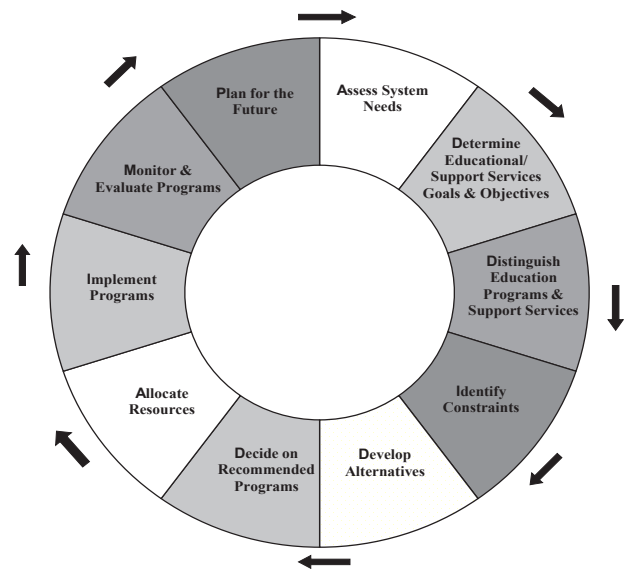 Assess System
Needs
Determine
Educational/
Support Services
Goals & Objectives
Distinguish
Education
Programs &
Support Services
Identify
Constraints
Develop
Alternatives
Decide on
Recommended
Programs
Allocate
Resources
Implement
Programs
Monitor &
Evaluate Programs
Plan for the
Future